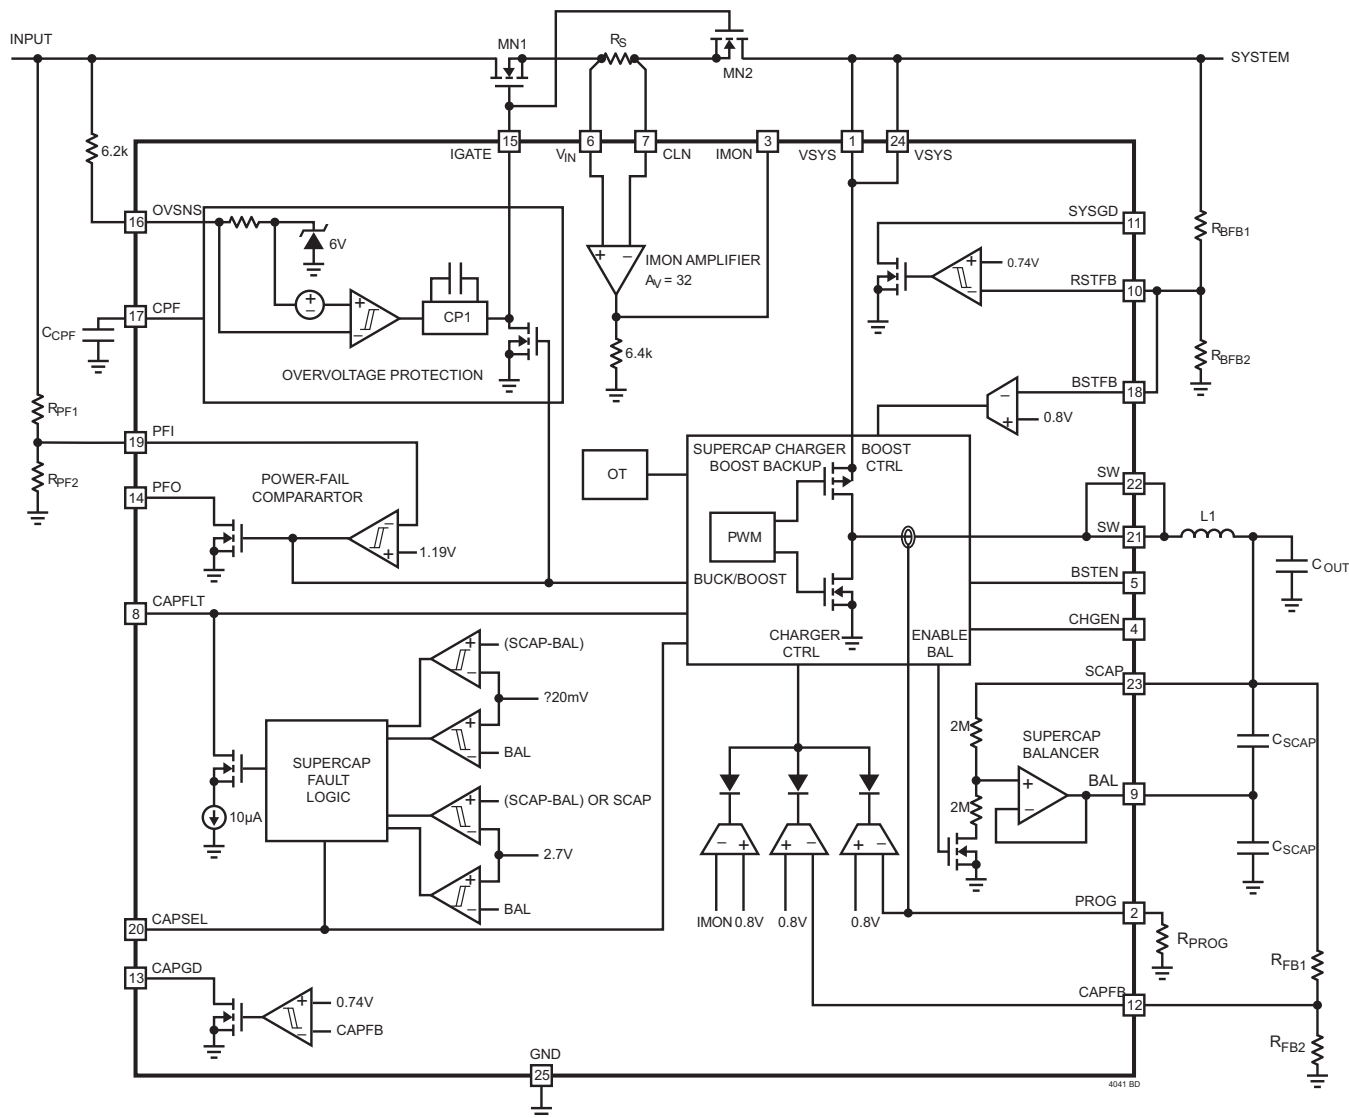 INPUT
MN1
RS
MN2
SYSTEM
6.2k
15
6
7
3
1
24
IGATE
VIN
CLN
IMON
VSYS
VSYS
16
OVSNS
6V
IMON AMPLIFIER
AV = 32
SYSGD
11
RBFB1
0.74V
RSTFB
10
17
CPF
CCPF
CP1
6.4k
RBFB2
OVERVOLTAGE PROTECTION
BSTFB
18
0.8V
RPF1
19
PFI
RPF2
14
PFO
POWER-FAIL
COMPARARTOR
1.19V
OT
SUPERCAP CHARGER
BOOST BACKUP
BOOST
CTRL
PWM
BUCK/BOOST
SW
22
SW
21
L1
COUT
BSTEN
5
CHGEN
4
8
CAPFLT
CHARGER
CTRL
ENABLE
BAL
(SCAP-BAL)
?20mV
BAL
SUPERCAP
FAULT
LOGIC
10µA
(SCAP-BAL) OR SCAP
2.7V
BAL
SCAP
23
2M
SUPERCAP
BALANCER
CSCAP
BAL
9
2M
CSCAP
IMON 0.8V
0.8V
0.8V
PROG
2
RPROG
20
CAPSEL
13
CAPGD
0.74V
CAPFB
CAPFB
12
RFB1
RFB2
GND
25
4041 BD
+
−
+
−
+
−
+
−
+
−
−
+
−
+
+
−
+
−
+
−
+
−
+
−
−
+
+
−
+
−
+
−